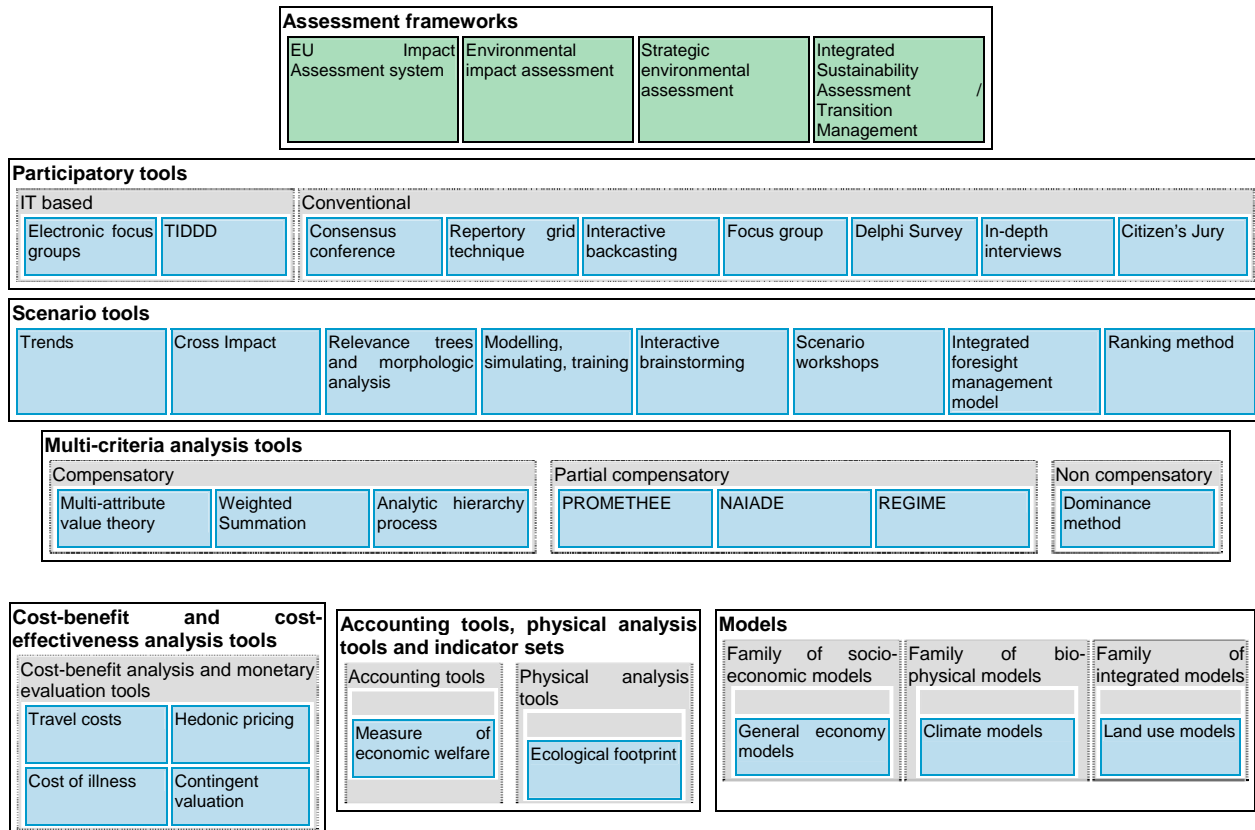 Assessment frameworks
EU Impact
Assessment system
Environmental
impact assessment
Strategic
environmental
assessment
Integrated
Sustainability
Assessment /
Transition
Management
Participatory tools
IT based
Electronic focus
groups
TIDDD
Conventional
Consensus
conference
Repertory grid
technique
Interactive
backcasting
Focus group
Delphi Survey
In-depth
interviews
Citizen's Jury
Scenario tools
Trends
Cross Impact
Relevance trees
and morphologic
analysis
Modelling,
simulating, training
Interactive
brainstorming
Scenario
workshops
Integrated
foresight
management
model
Ranking method
Multi-criteria analysis tools
Compensatory
Multi-attribute
value theory
Weighted
Summation
Analytic hierarchy
process
Partial compensatory
PROMETHEE
NAIADE
REGIME
Non compensatory
Dominance
method
Cost-benefit and cost-
effectiveness analysis tools
Cost-benefit analysis and monetary
evaluation tools
Travel costs
Hedonic pricing
Cost of illness
Contingent
valuation
Accounting tools, physical analysis
tools and indicator sets
Accounting tools
Measure of
economic welfare
Physical analysis
tools
Ecological footprint
Models
Family of socio-
economic models
General economy
models
Family of bio-
physical models
Climate models
Family of
integrated models
Land use models